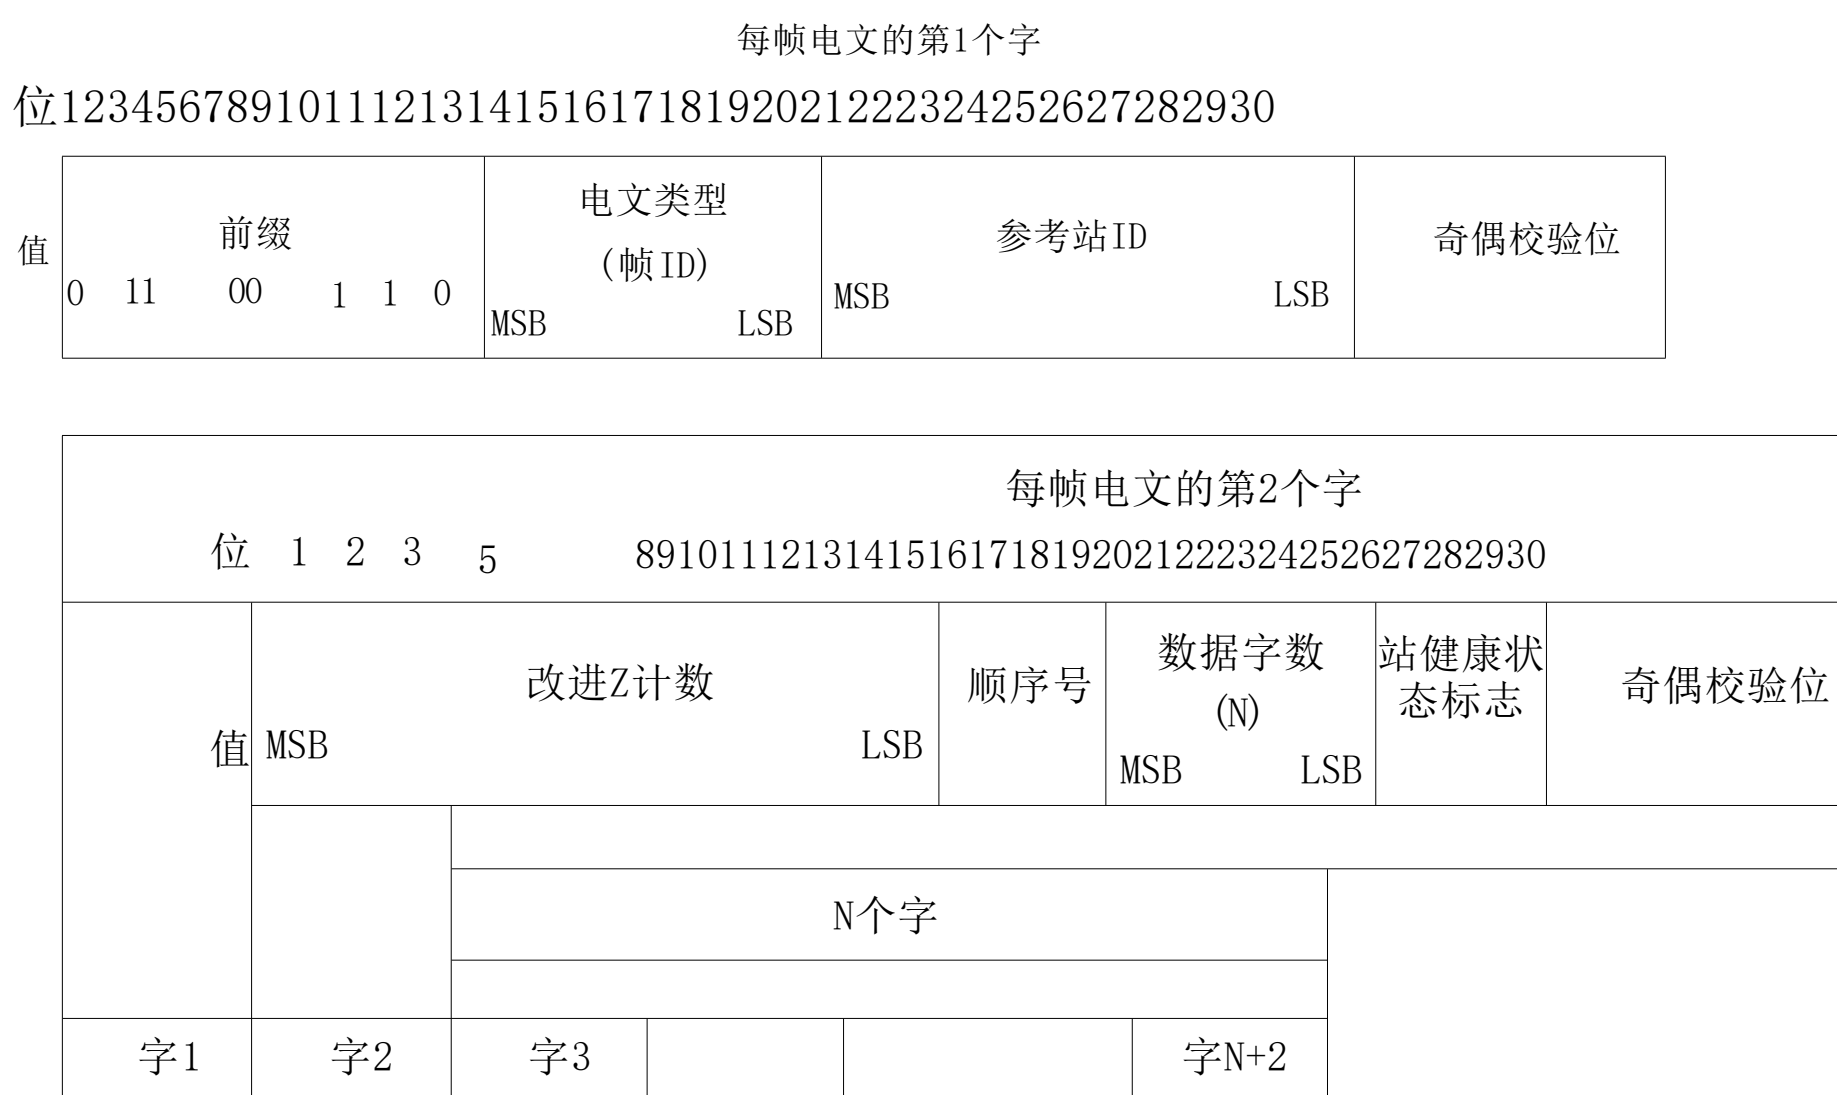 每帧电文的第1个字
位123456789101112131415161718192021222324252627282930
前缀
电文类型
(帧ID)
参考站ID
奇偶校验位
值
0 11 00 1 1 0
MSB LSB
MSB LSB
每帧电文的第2个字
位 1 2 3 5 89101112131415161718192021222324252627282930
改进Z计数
顺序号
数据字数
(N)
站健康状
态标志
奇偶校验位
值
MSB LSB
MSB LSB
N个字
字1 字2 字3 字N+2